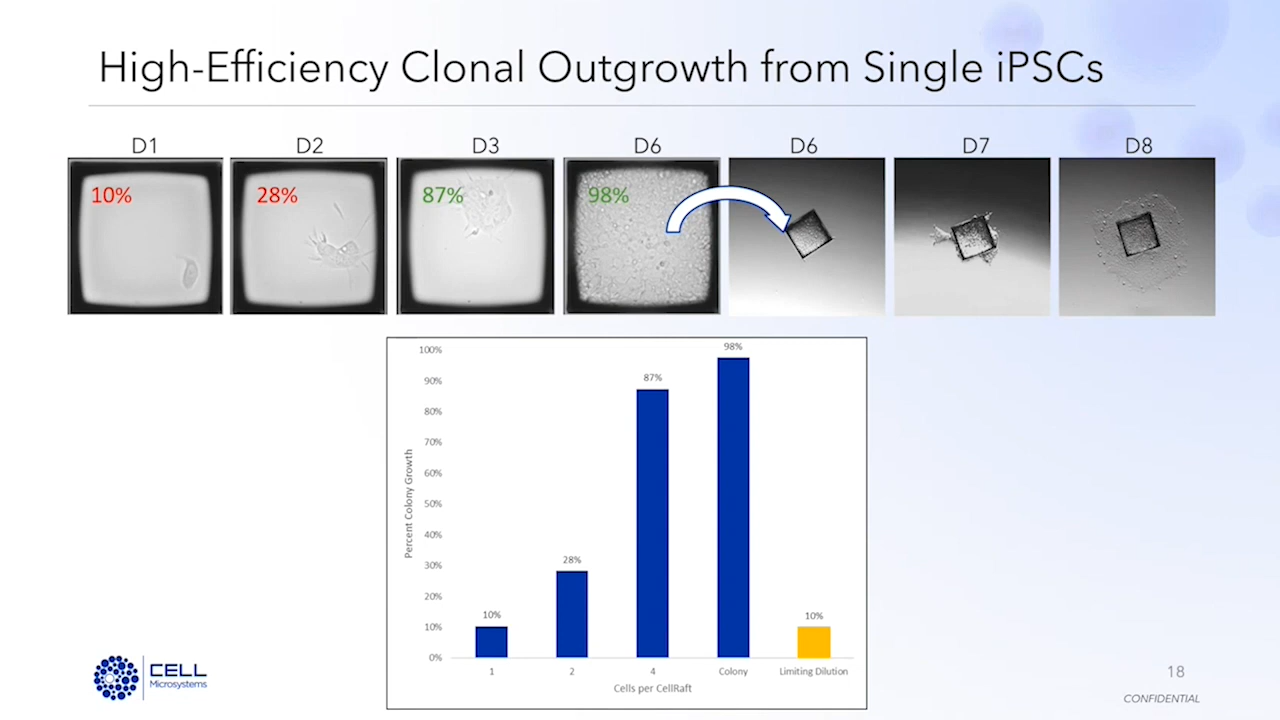 High-Efficiency Clonal Outgrowth from Single iPSCs
D1 D2 D3 D6 D6 D7 D8
10% 28% 87% 98%
100%
90%
80%
70%
60%
50%
40%
30%
20%
10%
0%
Percent Colony Growth
10% 28% 87% 98% 10%
1 2 4 Colony Limiting Dilution
Cells per CellRaft
CELL
Microsystems
18
CONFIDENTIAL